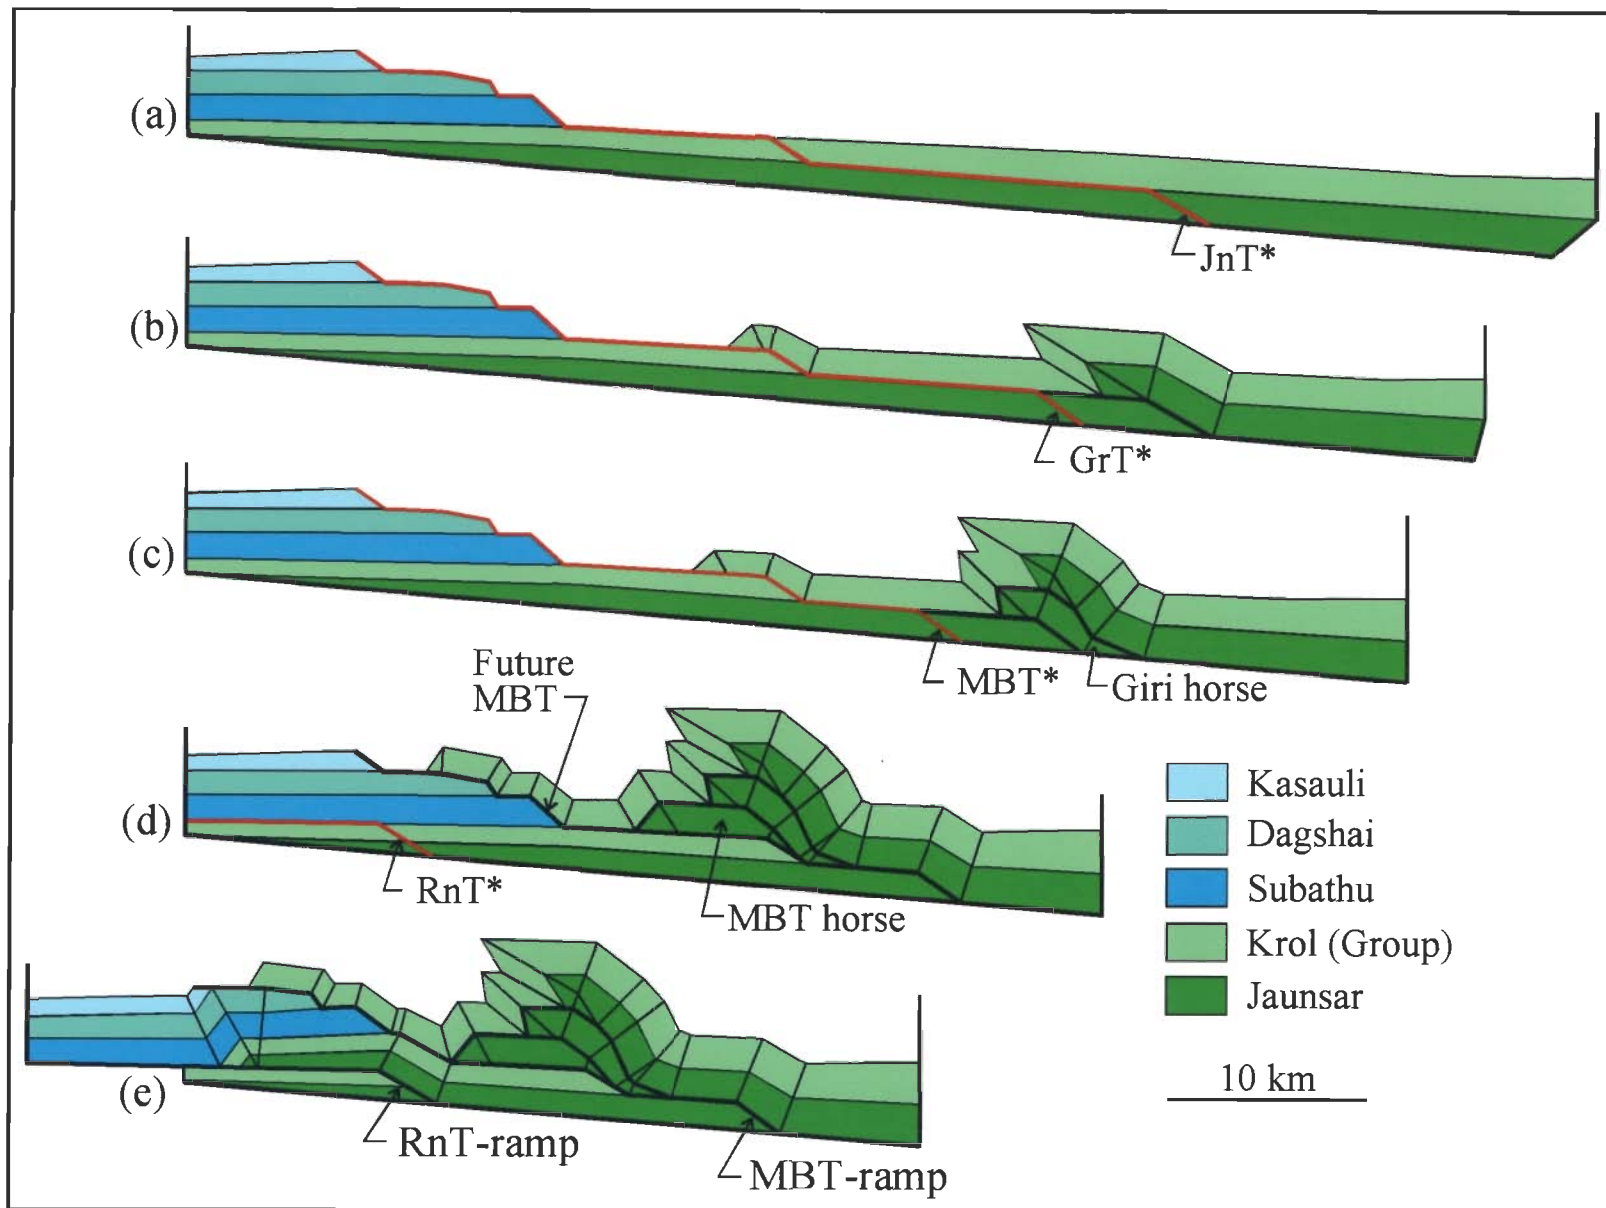 (a)
JnT*
(b)
GrT*
(c)
MBT*
Giri horse
Future
MBT
(d)
RnT*
MBT horse
Kasauli
Dagshai
Subathu
Krol (Group)
Jaunsar
10 km
(e)
RnT-ramp
MBT-ramp